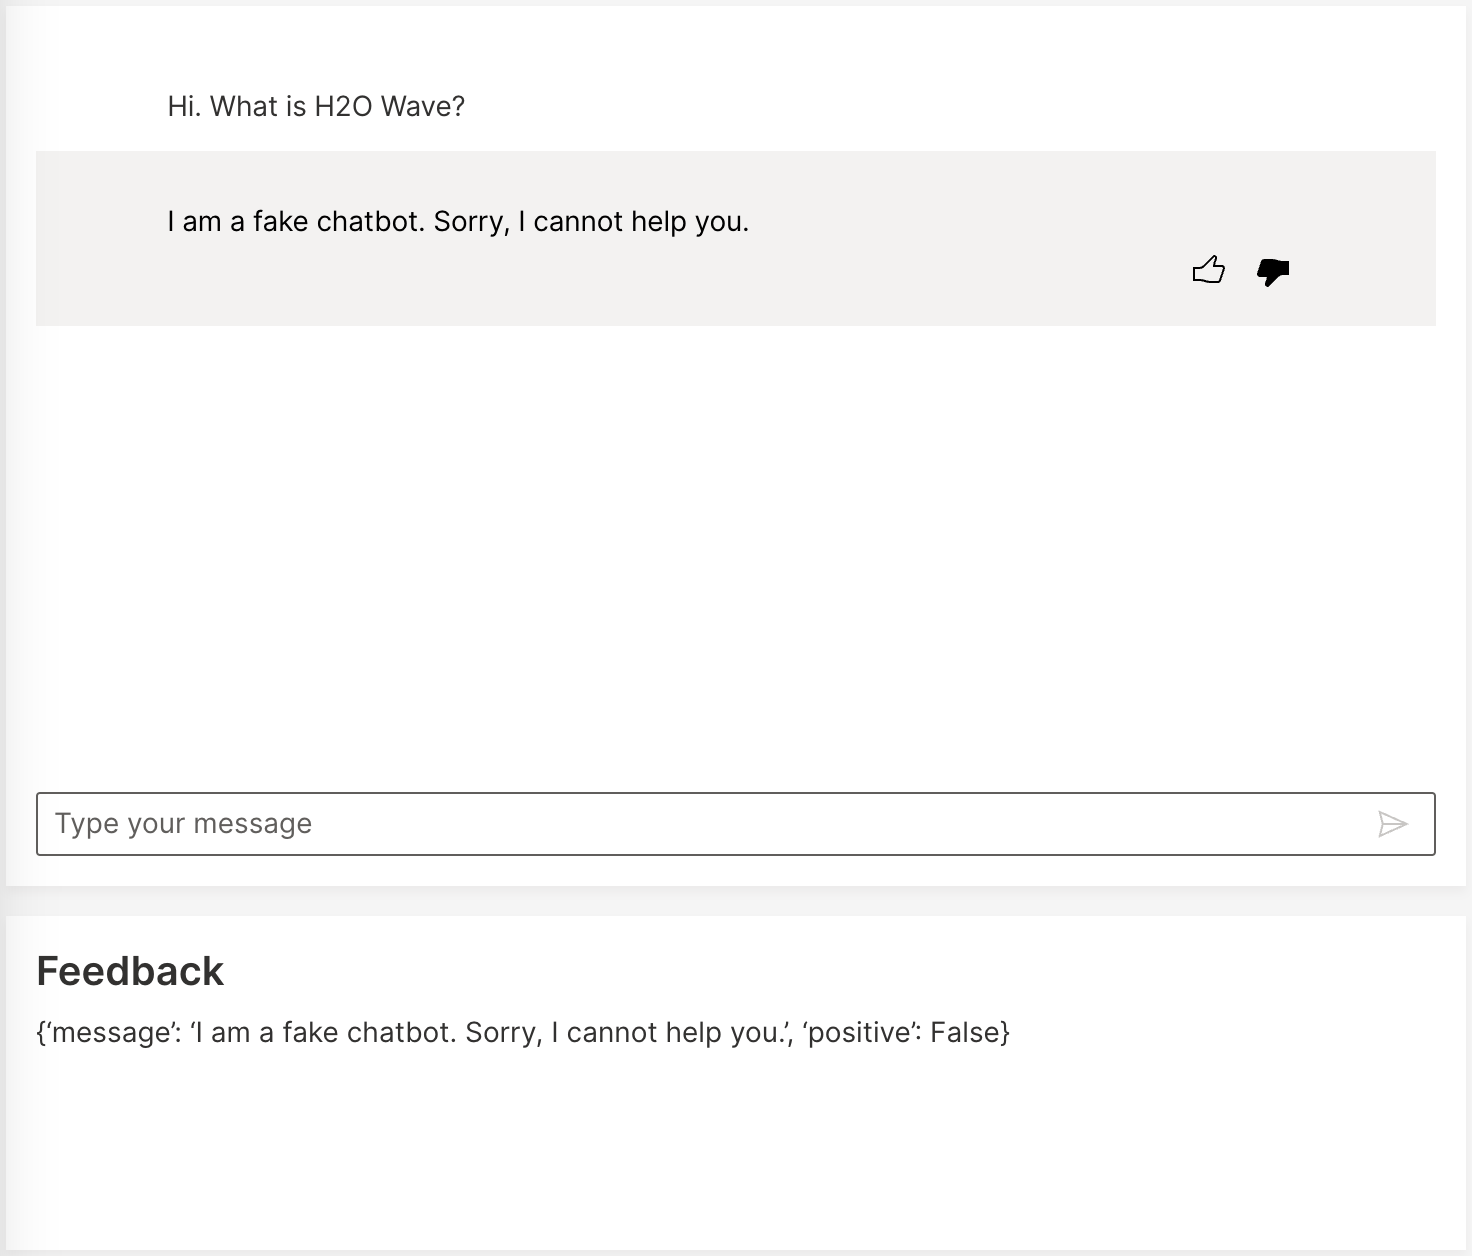 Hi. What is H2O Wave?
I am a fake chatbot. Sorry, I cannot help you.
Type your message
Feedback
{‘message’: ‘I am a fake chatbot. Sorry, I cannot help you.’, ‘positive’: False}